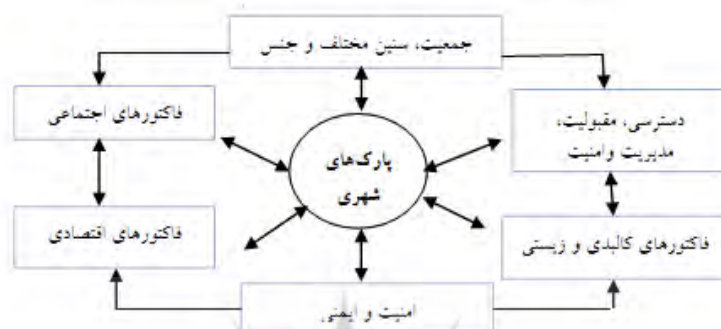 جمعیت، سنین مختلف و جنس
فاکتورهای اجتماعی
دسترسی، مقبولیت،
مدیریت وامنیت
پارک‌های
شهری
فاکتورهای اقتصادی
فاکتورهای کالبدی و زیستی
امنیت و ایمنی